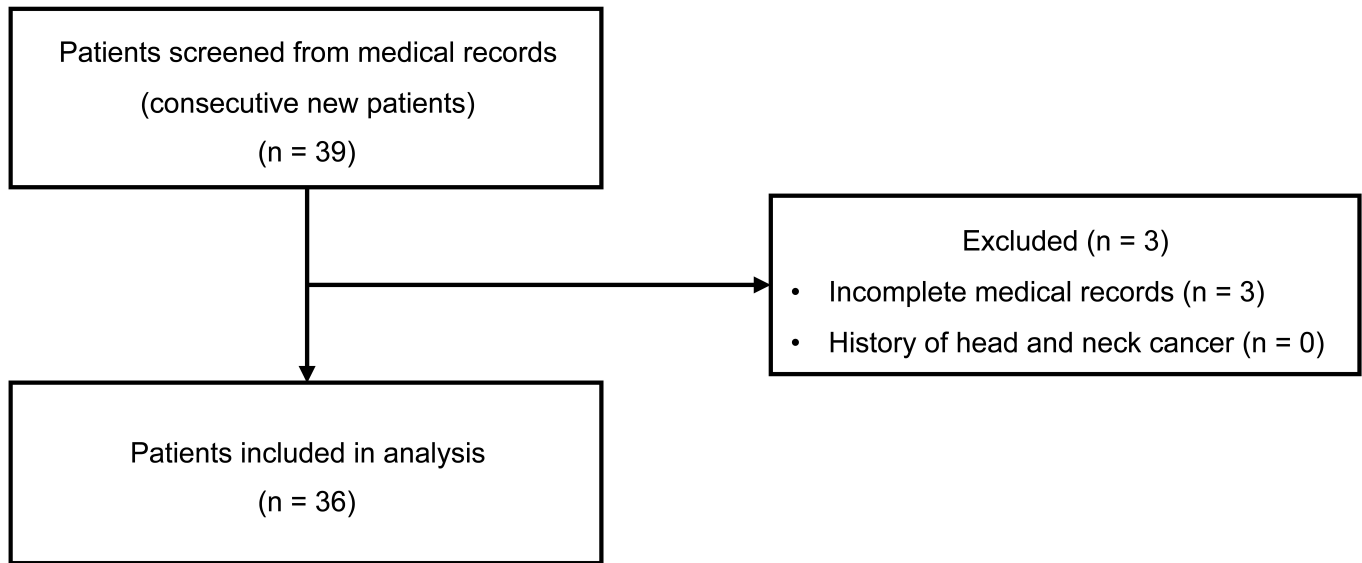 Patients screened from medical records
(consecutive new patients)
(n = 39)
Excluded (n = 3)
• Incomplete medical records (n = 3)
• History of head and neck cancer (n = 0)
Patients included in analysis
(n = 36)